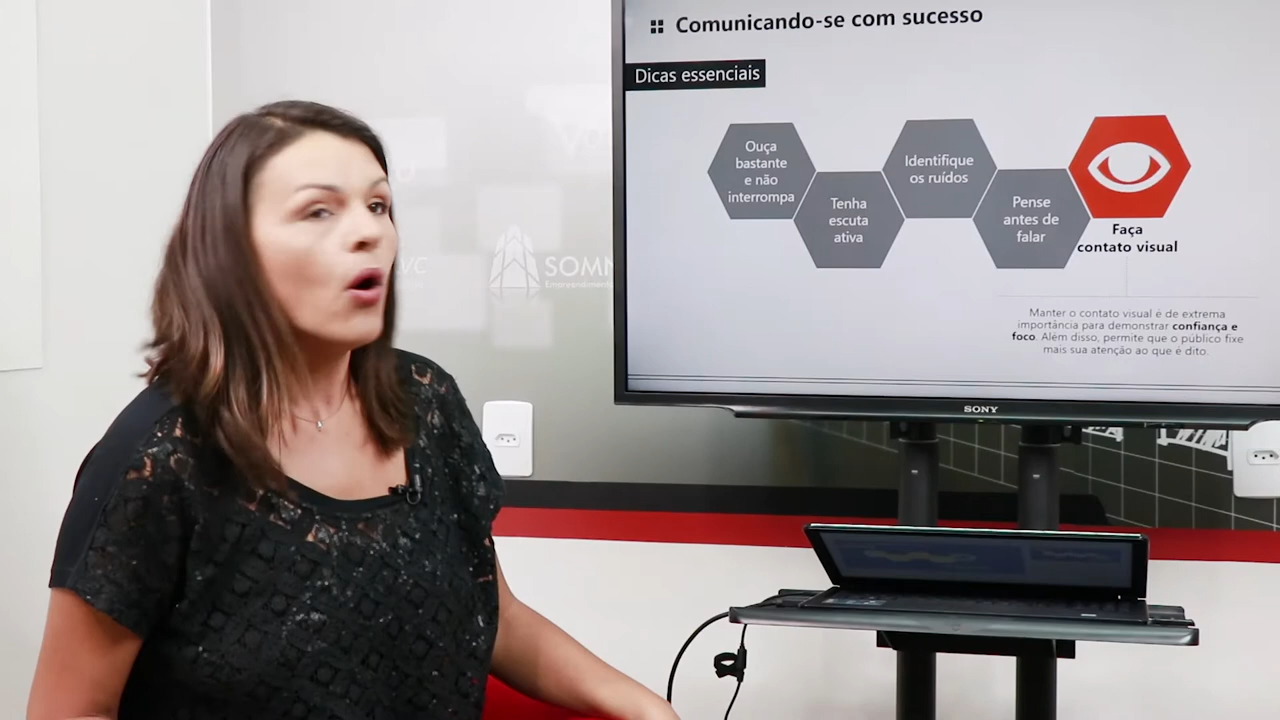 Comunicando-se com sucesso
Dicas essenciais
Ouça
bastante
e não
interrompa
Tenha
escuta
ativa
Identifique
os ruídos
Pense
antes de
falar
Faça
contato visual
Manter o contato visual é de extrema
importância para demonstrar confiança e
foco. Além disso, permite que o público fixe
mais sua atenção ao que é dito.
SONY
SOMN
Empreendiment